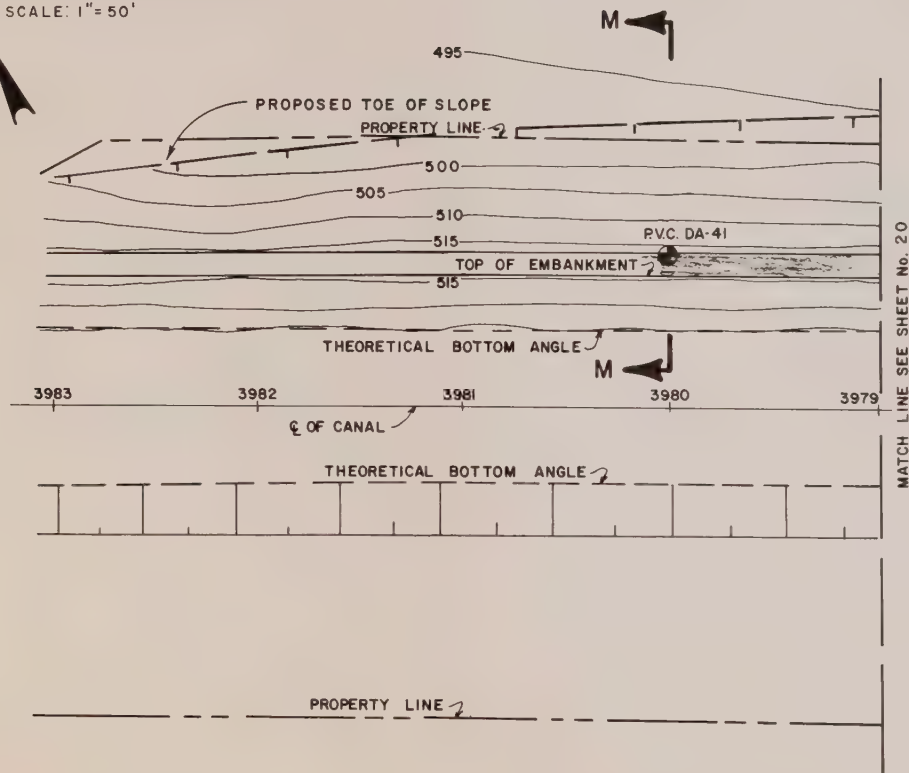 SCALE: 1" = 50'
M
495
PROPOSED TOE OF SLOPE
PROPERTY LINE
500
505
510
515
P.V.C. DA-41
TOP OF EMBANKMENT
515
THEORETICAL BOTTOM ANGLE
M
3983 3982 3981 3980 3979
℄ OF CANAL
THEORETICAL BOTTOM ANGLE
PROPERTY LINE
MATCH LINE SEE SHEET No. 20